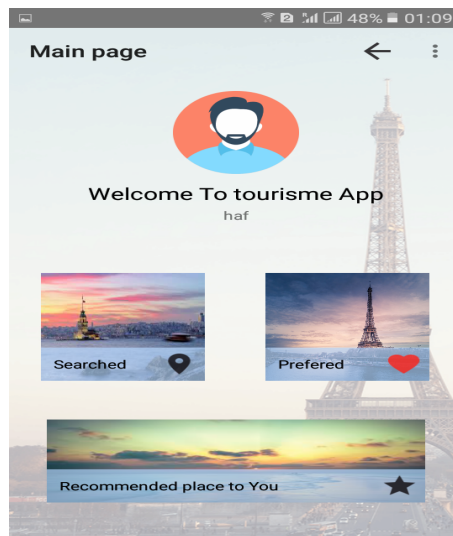 48% 01:09
Main page
Welcome To tourisme App
haf
Searched
Prefered
Recommended place to You